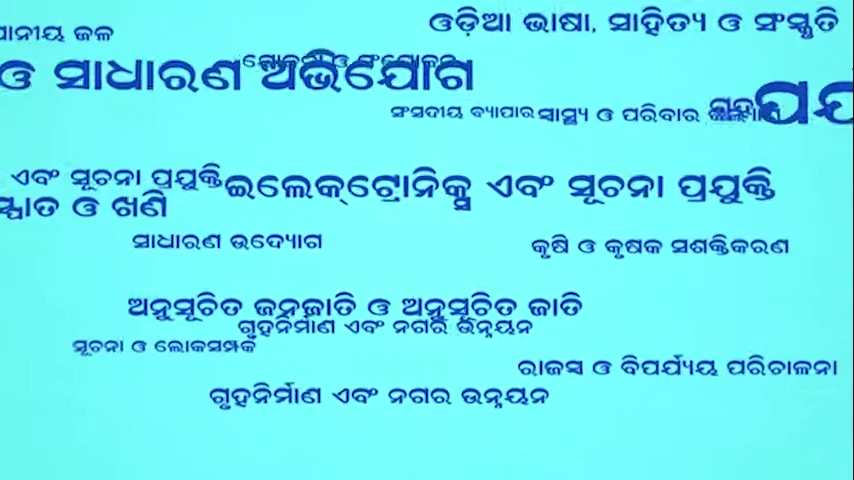 ଓଡ଼ିଆ ଭାଷା, ସାହିତ୍ୟ ଓ ସଂସ୍କୃତି
ପାନୀୟ ଜଳ
ଓ ସାଧାରଣ ଅଭିଯୋଗ
ସଂସଦୀୟ ବ୍ୟାପାର
ସ୍ୱାସ୍ଥ୍ୟ ଓ ପରିବାର
ଏବଂ ସୂଚନା ପ୍ରଯୁକ୍ତି
ଇଲେକ୍ଟ୍ରୋନିକ୍ସ ଏବଂ ସୂଚନା ପ୍ରଯୁକ୍ତି
ଓ ଖଣି
ସାଧାରଣ ଉଦ୍ୟୋଗ
କୃଷି ଓ କୃଷକ ସଶକ୍ତିକରଣ
ଅନୁସୂଚିତ ଜନଜାତି ଓ ଅନୁସୂଚିତ ଜାତି
ଗୃହନିର୍ମାଣ ଏବଂ ନଗର ଉନ୍ନୟନ
ସୂଚନା ଓ ଲୋକସମ୍ପର୍କ
ରାଜସ୍ୱ ଓ ବିପର୍ଯ୍ୟୟ ପରିଚାଳନା
ଗୃହନିର୍ମାଣ ଏବଂ ନଗର ଉନ୍ନୟନ